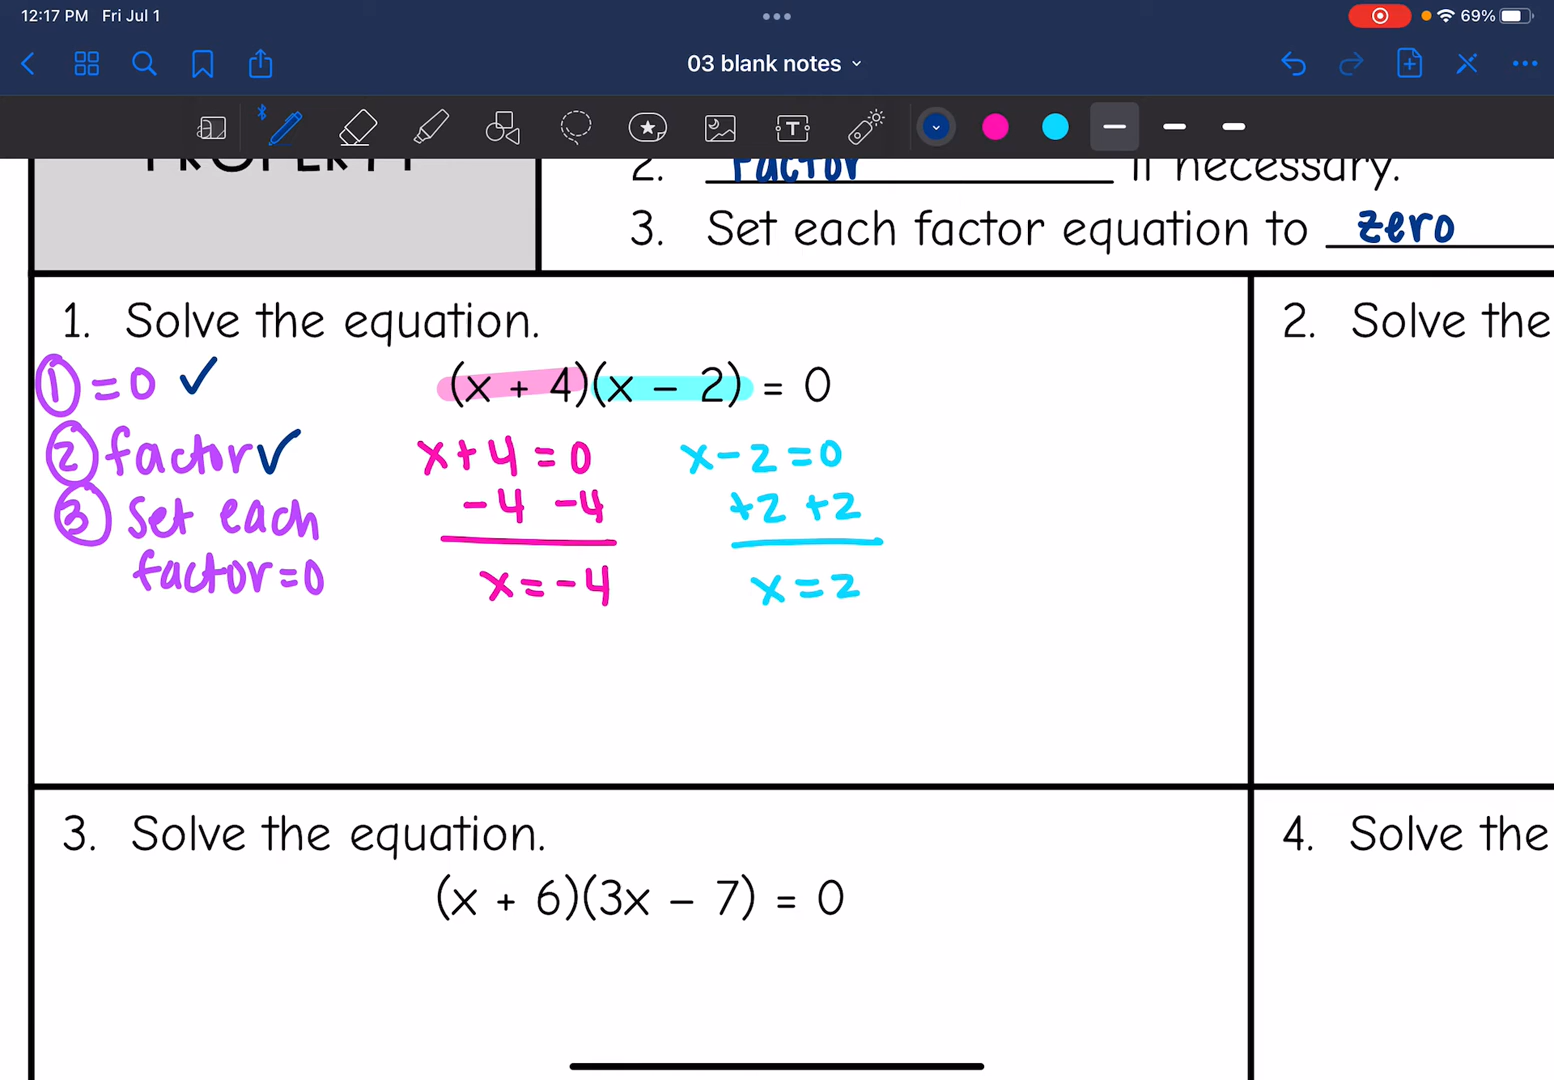 12:17 PM Fri Jul 1
69%
03 blank notes
PROPERTY
2. factor if necessary.
3. Set each factor equation to zero
1. Solve the equation.
① = 0 ✓
(x + 4)(x − 2) = 0
② factor ✓
x + 4 = 0
x − 2 = 0
③ Set each
− 4 − 4
+2 +2
factor = 0
x = −4
x = 2
2. Solve the
3. Solve the equation.
(x + 6)(3x − 7) = 0
4. Solve the